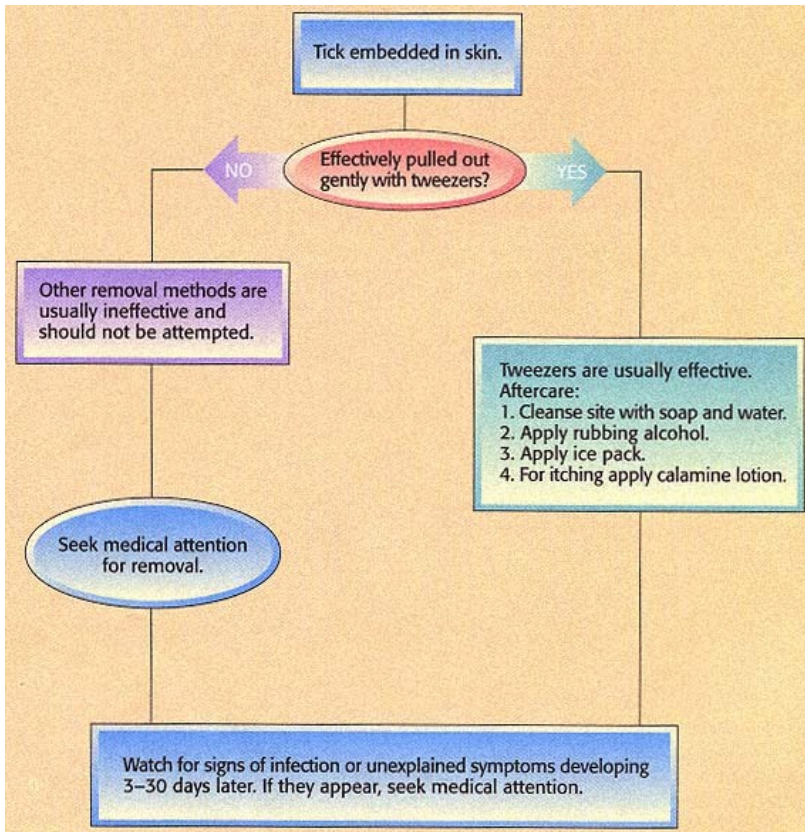 Tick embedded in skin.
Effectively pulled out
gently with tweezers?
NO
YES
Other removal methods are
usually ineffective and
should not be attempted.
Tweezers are usually effective.
Aftercare:
1. Cleanse site with soap and water.
2. Apply rubbing alcohol.
3. Apply ice pack.
4. For itching apply calamine lotion.
Seek medical attention
for removal.
Watch for signs of infection or unexplained symptoms developing
3–30 days later. If they appear, seek medical attention.